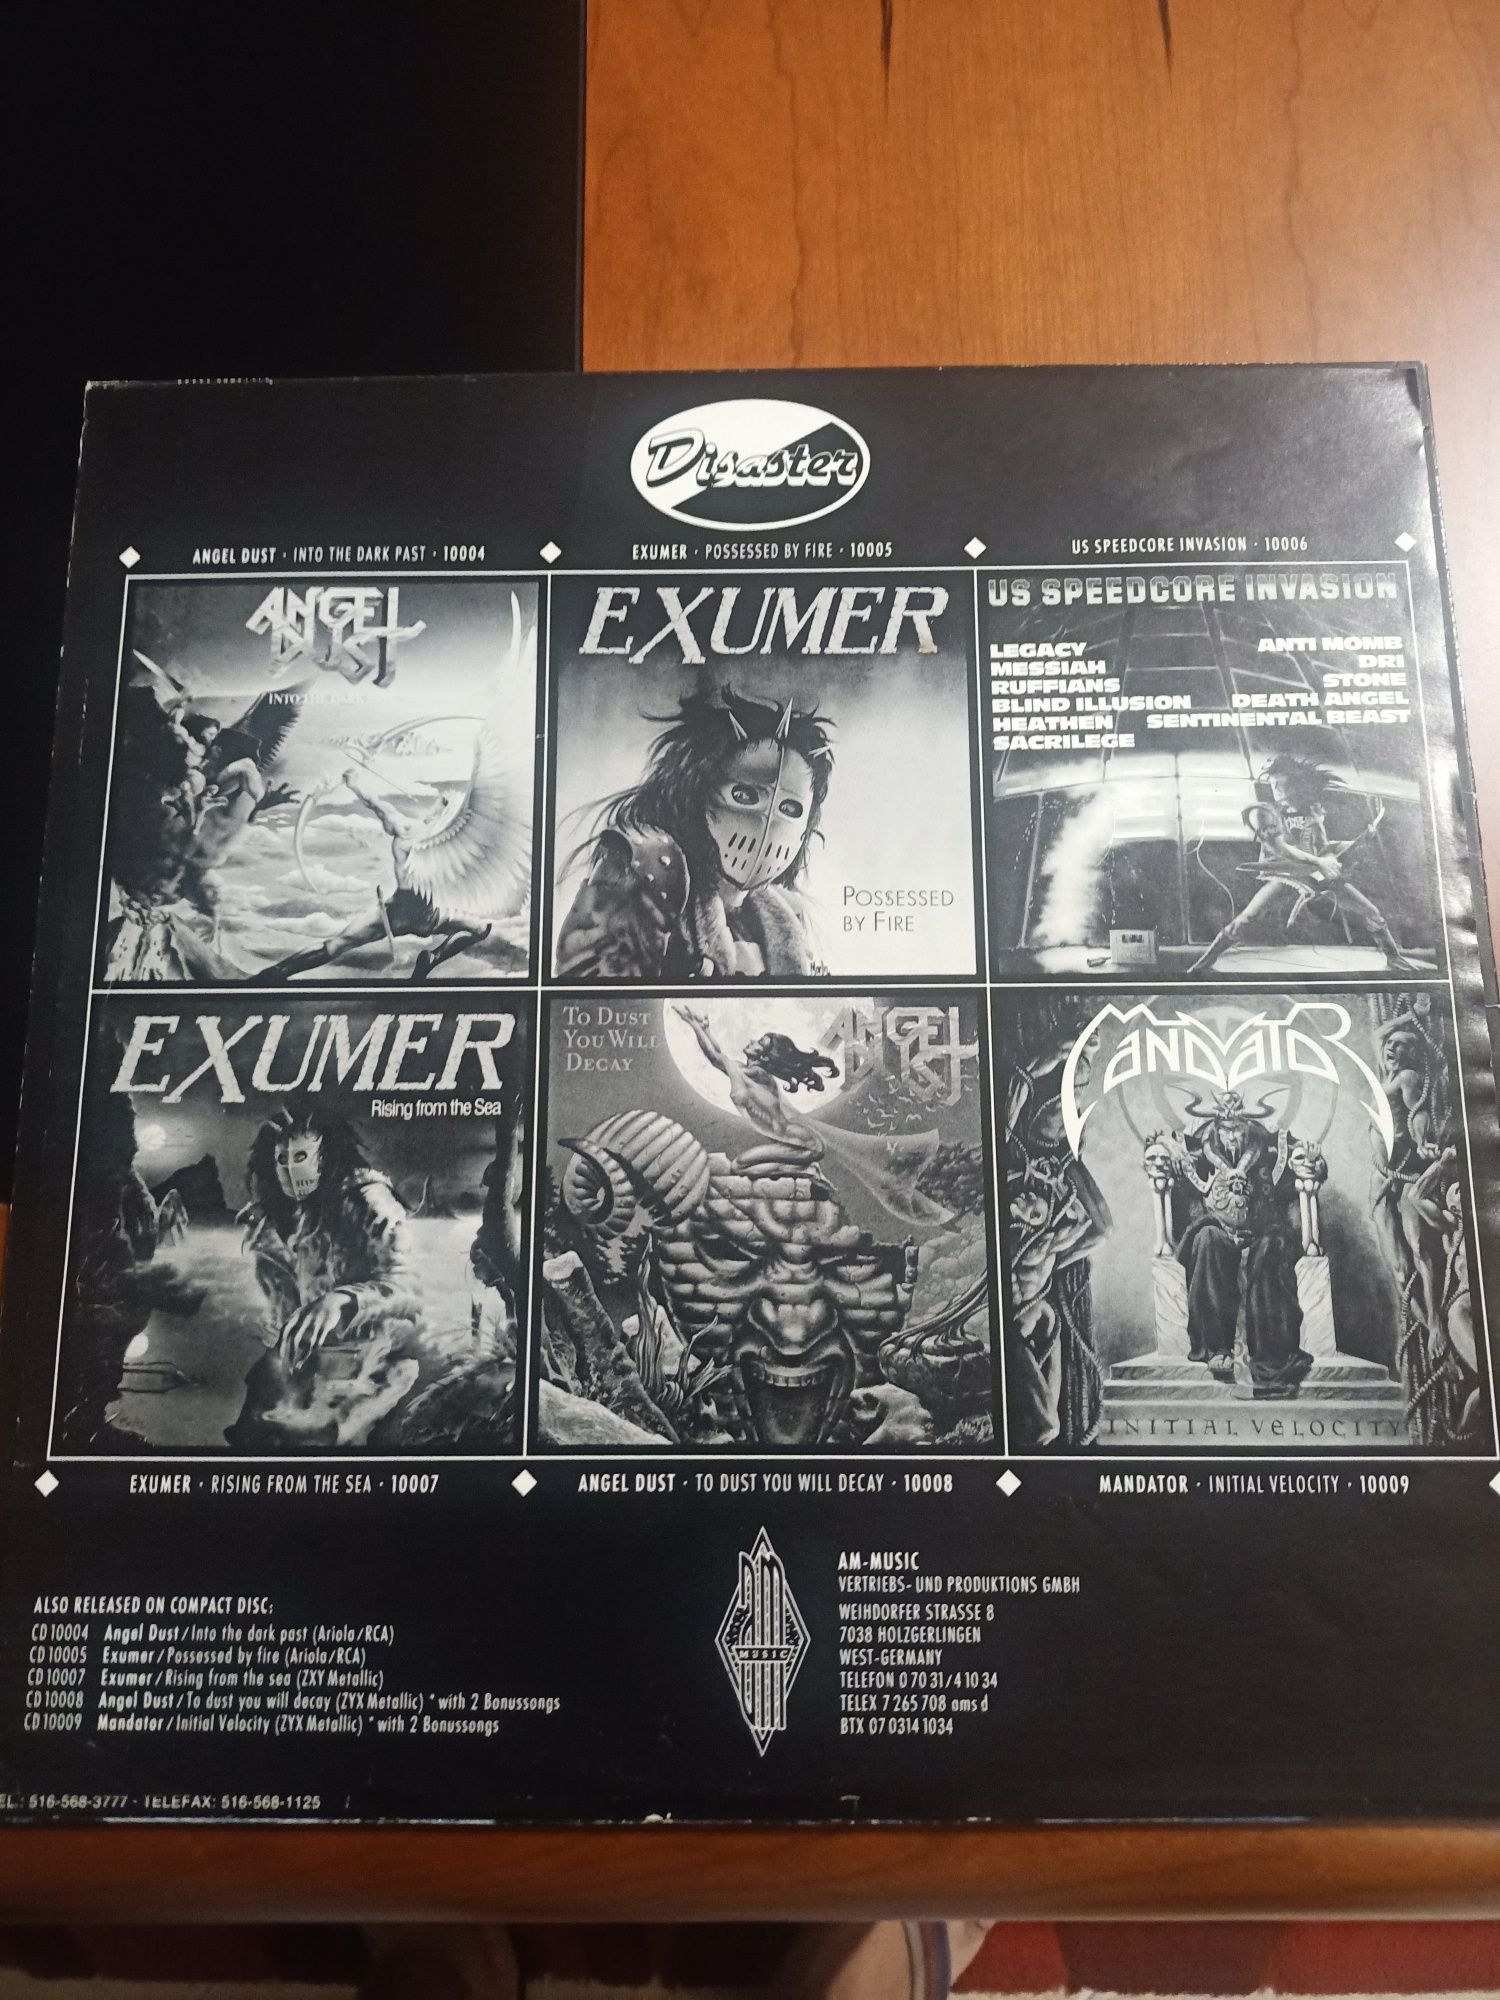 Disaster
ANGEL DUST · INTO THE DARK PAST · 10004
EXUMER · POSSESSED BY FIRE · 10005
US SPEEDCORE INVASION · 10006
ANGEL DUST
INTO THE DARK
EXUMER
POSSESSED
BY FIRE
US SPEEDCORE INVASION
LEGACY
MESSIAH
RUFFIANS
BLIND ILLUSION
HEATHEN
SACRILEGE
ANTI MOMB
DRI
STONE
DEATH ANGEL
SENTINENTAL BEAST
EXUMER
Rising from the Sea
TO DUST
YOU WILL
DECAY
ANGEL DUST
MANDATOR
INITIAL VELOCITY
EXUMER · RISING FROM THE SEA · 10007
ANGEL DUST · TO DUST YOU WILL DECAY · 10008
MANDATOR · INITIAL VELOCITY · 10009
ALSO RELEASED ON COMPACT DISC:
CD 10004 Angel Dust/Into the dark past (Ariola/RCA)
CD 10005 Exumer/Possessed by fire (Ariola/RCA)
CD 10007 Exumer/Rising from the sea (ZXY Metallic)
CD 10008 Angel Dust/To dust you will decay (ZYX Metallic) *with 2 Bonussongs
CD 10009 Mandator/Initial Velocity (ZYX Metallic) *with 2 Bonussongs
AM
MUSIC
AM-MUSIC
VERTRIEBS- UND PRODUKTIONS GMBH
WEIHDORFER STRASSE 8
7038 HOLZGERLINGEN
WEST-GERMANY
TELEFON 0 70 31/4 10 34
TELEX 7 265 708 ams d
BTX 07 0314 1034
EL.: 516-568-3777 - TELEFAX: 516-568-1125